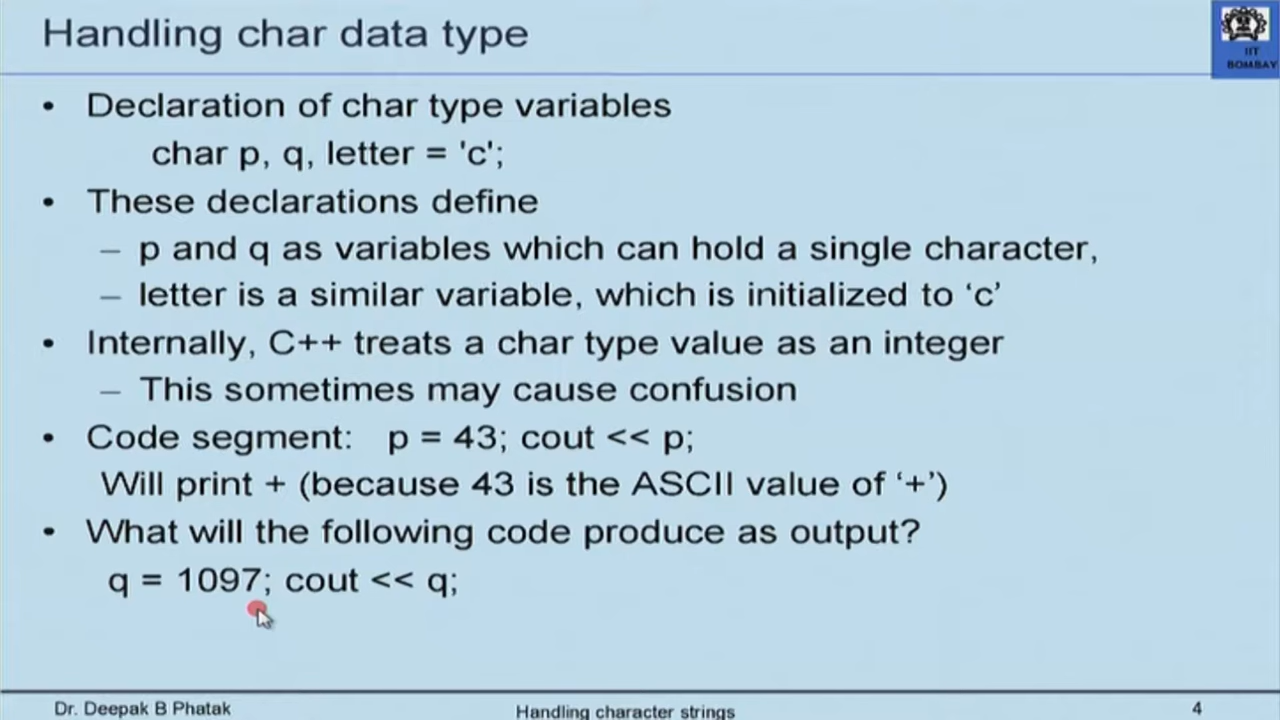 Handling char data type
IIT
BOMBAY
• Declaration of char type variables
char p, q, letter = 'c';
• These declarations define
– p and q as variables which can hold a single character,
– letter is a similar variable, which is initialized to ‘c’
• Internally, C++ treats a char type value as an integer
– This sometimes may cause confusion
• Code segment: p = 43; cout << p;
Will print + (because 43 is the ASCII value of ‘+’)
• What will the following code produce as output?
q = 1097; cout << q;
Dr. Deepak B Phatak
Handling character strings
4